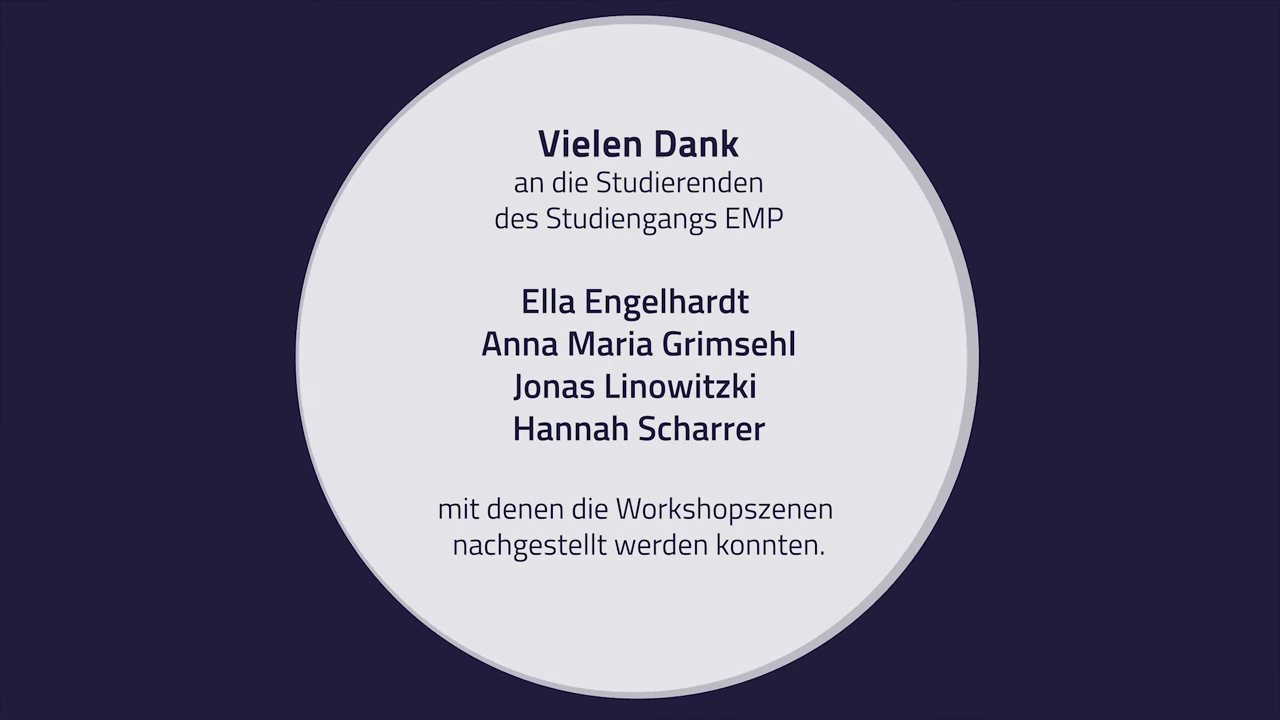 Vielen Dank
an die Studierenden
des Studiengangs EMP
Ella Engelhardt
Anna Maria Grimsehl
Jonas Linowitzki
Hannah Scharrer
mit denen die Workshopszenen
nachgestellt werden konnten.